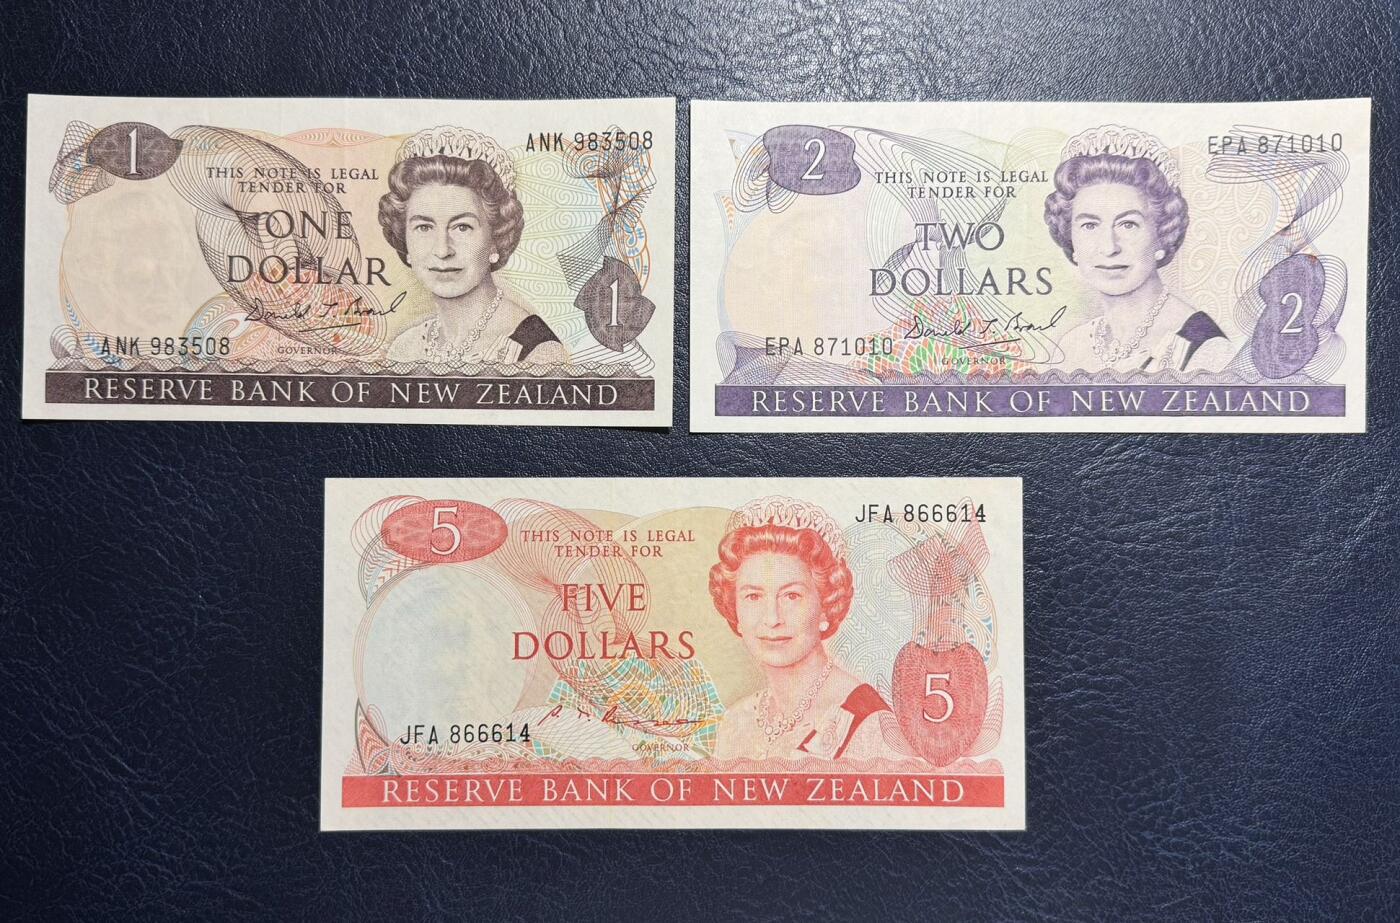 1
ANK 983508
THIS NOTE IS LEGAL
TENDER FOR
ONE
DOLLAR
1
ANK 983508
GOVERNOR
RESERVE BANK OF NEW ZEALAND
2
EPA 871010
THIS NOTE IS LEGAL
TENDER FOR
TWO
DOLLARS
2
EPA 871010
GOVERNOR
RESERVE BANK OF NEW ZEALAND
5
JFA 866614
THIS NOTE IS LEGAL
TENDER FOR
FIVE
DOLLARS
5
JFA 866614
GOVERNOR
RESERVE BANK OF NEW ZEALAND